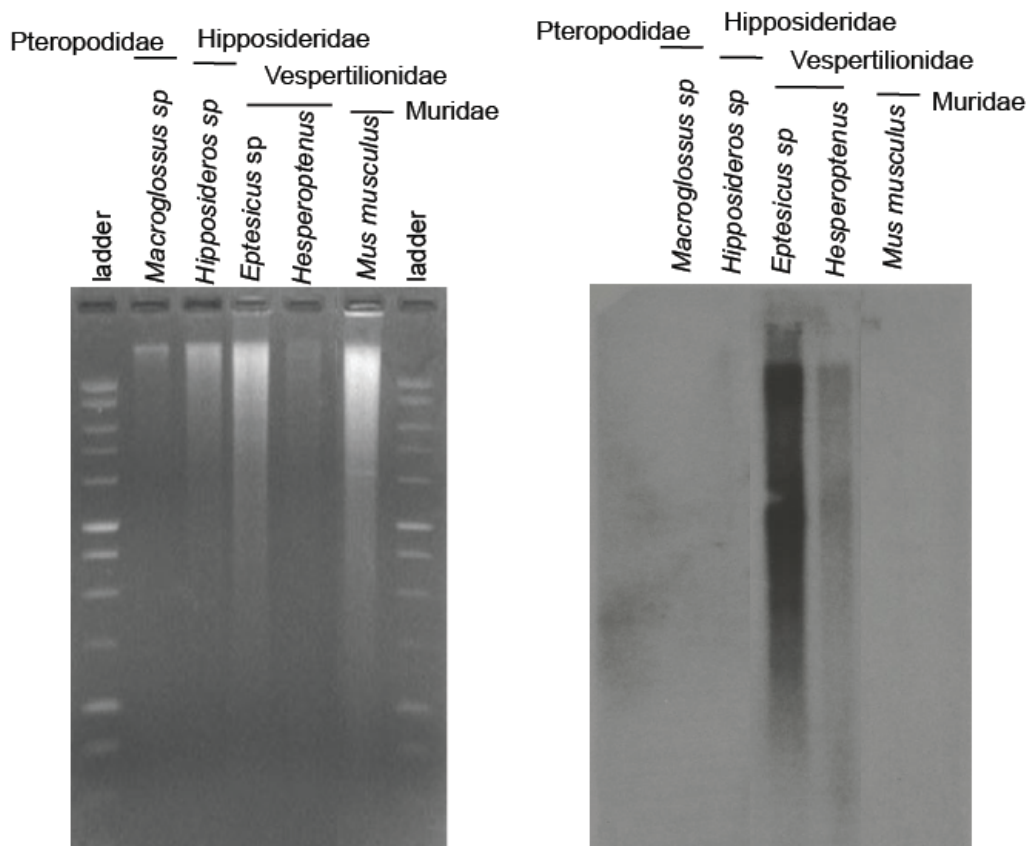 Pteropodidae
Hipposideridae
Vespertilionidae
Muridae
ladder
Macroglossus sp
Hipposideros sp
Eptesicus sp
Hesperoptenus
Mus musculus
ladder
Pteropodidae
Hipposideridae
Vespertilionidae
Muridae
Macroglossus sp
Hipposideros sp
Eptesicus sp
Hesperoptenus
Mus musculus